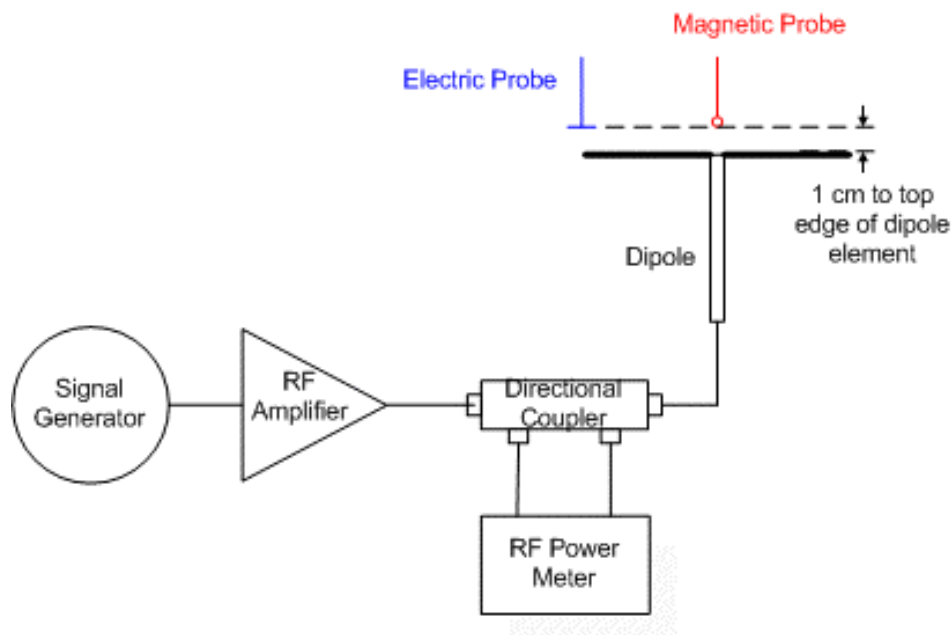 Magnetic Probe
Electric Probe
1 cm to top
edge of dipole
element
Dipole
Signal
Generator
RF
Amplifier
Directional
Coupler
RF Power
Meter